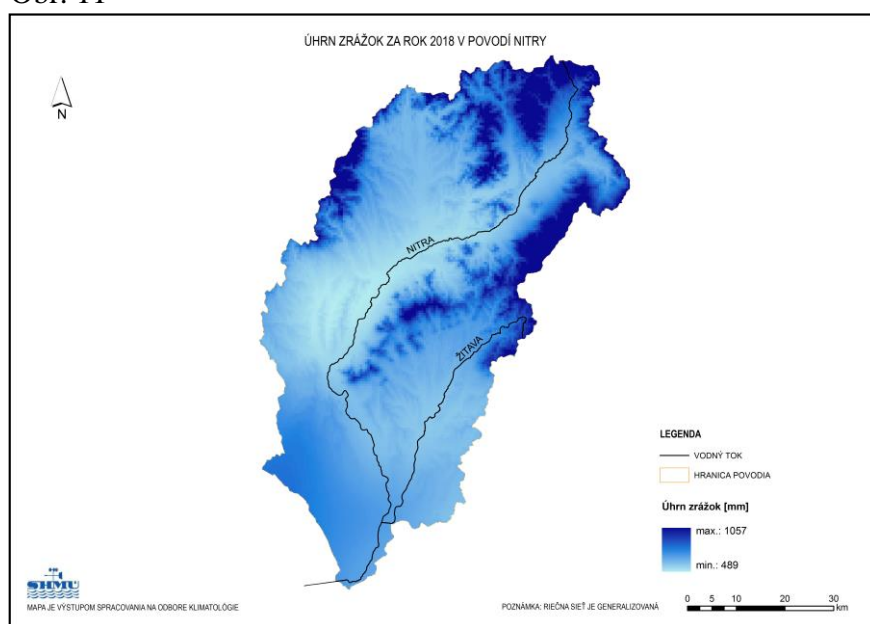 Obr. 11
ÚHRN ZRÁŽOK ZA ROK 2018 V POVODÍ NITRY
N
NITRA
ŽITAVA
LEGENDA
VODNÝ TOK
HRANICA POVODIA
Úhrn zrážok [mm]
max.: 1057
min.: 489
SHMÚ
MAPA JE VÝSTUPOM SPRACOVANIA NA ODBORE KLIMATOLÓGIE
POZNÁMKA: RIEČNA SIEŤ JE GENERALIZOVANÁ
0 5 10 20 30
km